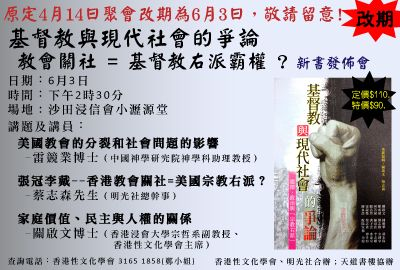 原定4月14日聚會改期為6月3日，敬請留意!
改期
基督教與現代社會的爭論
教會關社 = 基督教右派霸權 ? 新書發佈會
日期：6月3日
時間：下午2時30分
場地：沙田浸信會小瀝源堂
講題及講員：
美國教會的分裂和社會問題的影響
–雷競業博士（中國神學研究院神學科助理教授）
張冠李戴--香港教會關社=美國宗教右派？
–蔡志森先生（明光社總幹事）
家庭價值、民主與人權的關係
–關啟文博士（香港浸會大學宗哲系副教授、
香港性文化學會主席）
定價$110,
特價$90.
基督教
與
現代社會
的爭論
查詢電話：香港性文化學會 3165 1858(鄭小姐)
香港性文化學會、明光社合辦；天道書樓協辦